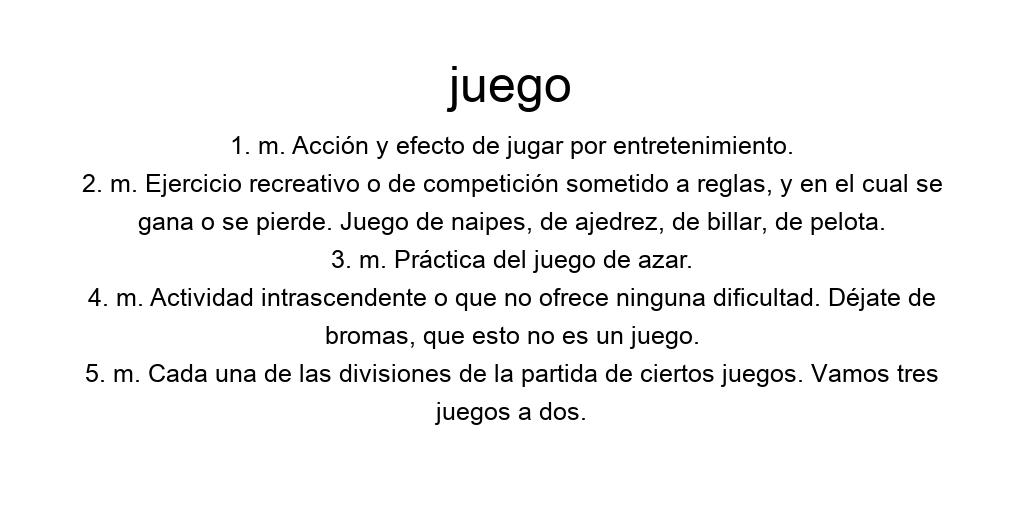 juego
1. m. Acción y efecto de jugar por entretenimiento.
2. m. Ejercicio recreativo o de competición sometido a reglas, y en el cual se
gana o se pierde. Juego de naipes, de ajedrez, de billar, de pelota.
3. m. Práctica del juego de azar.
4. m. Actividad intrascendente o que no ofrece ninguna dificultad. Déjate de
bromas, que esto no es un juego.
5. m. Cada una de las divisiones de la partida de ciertos juegos. Vamos tres
juegos a dos.